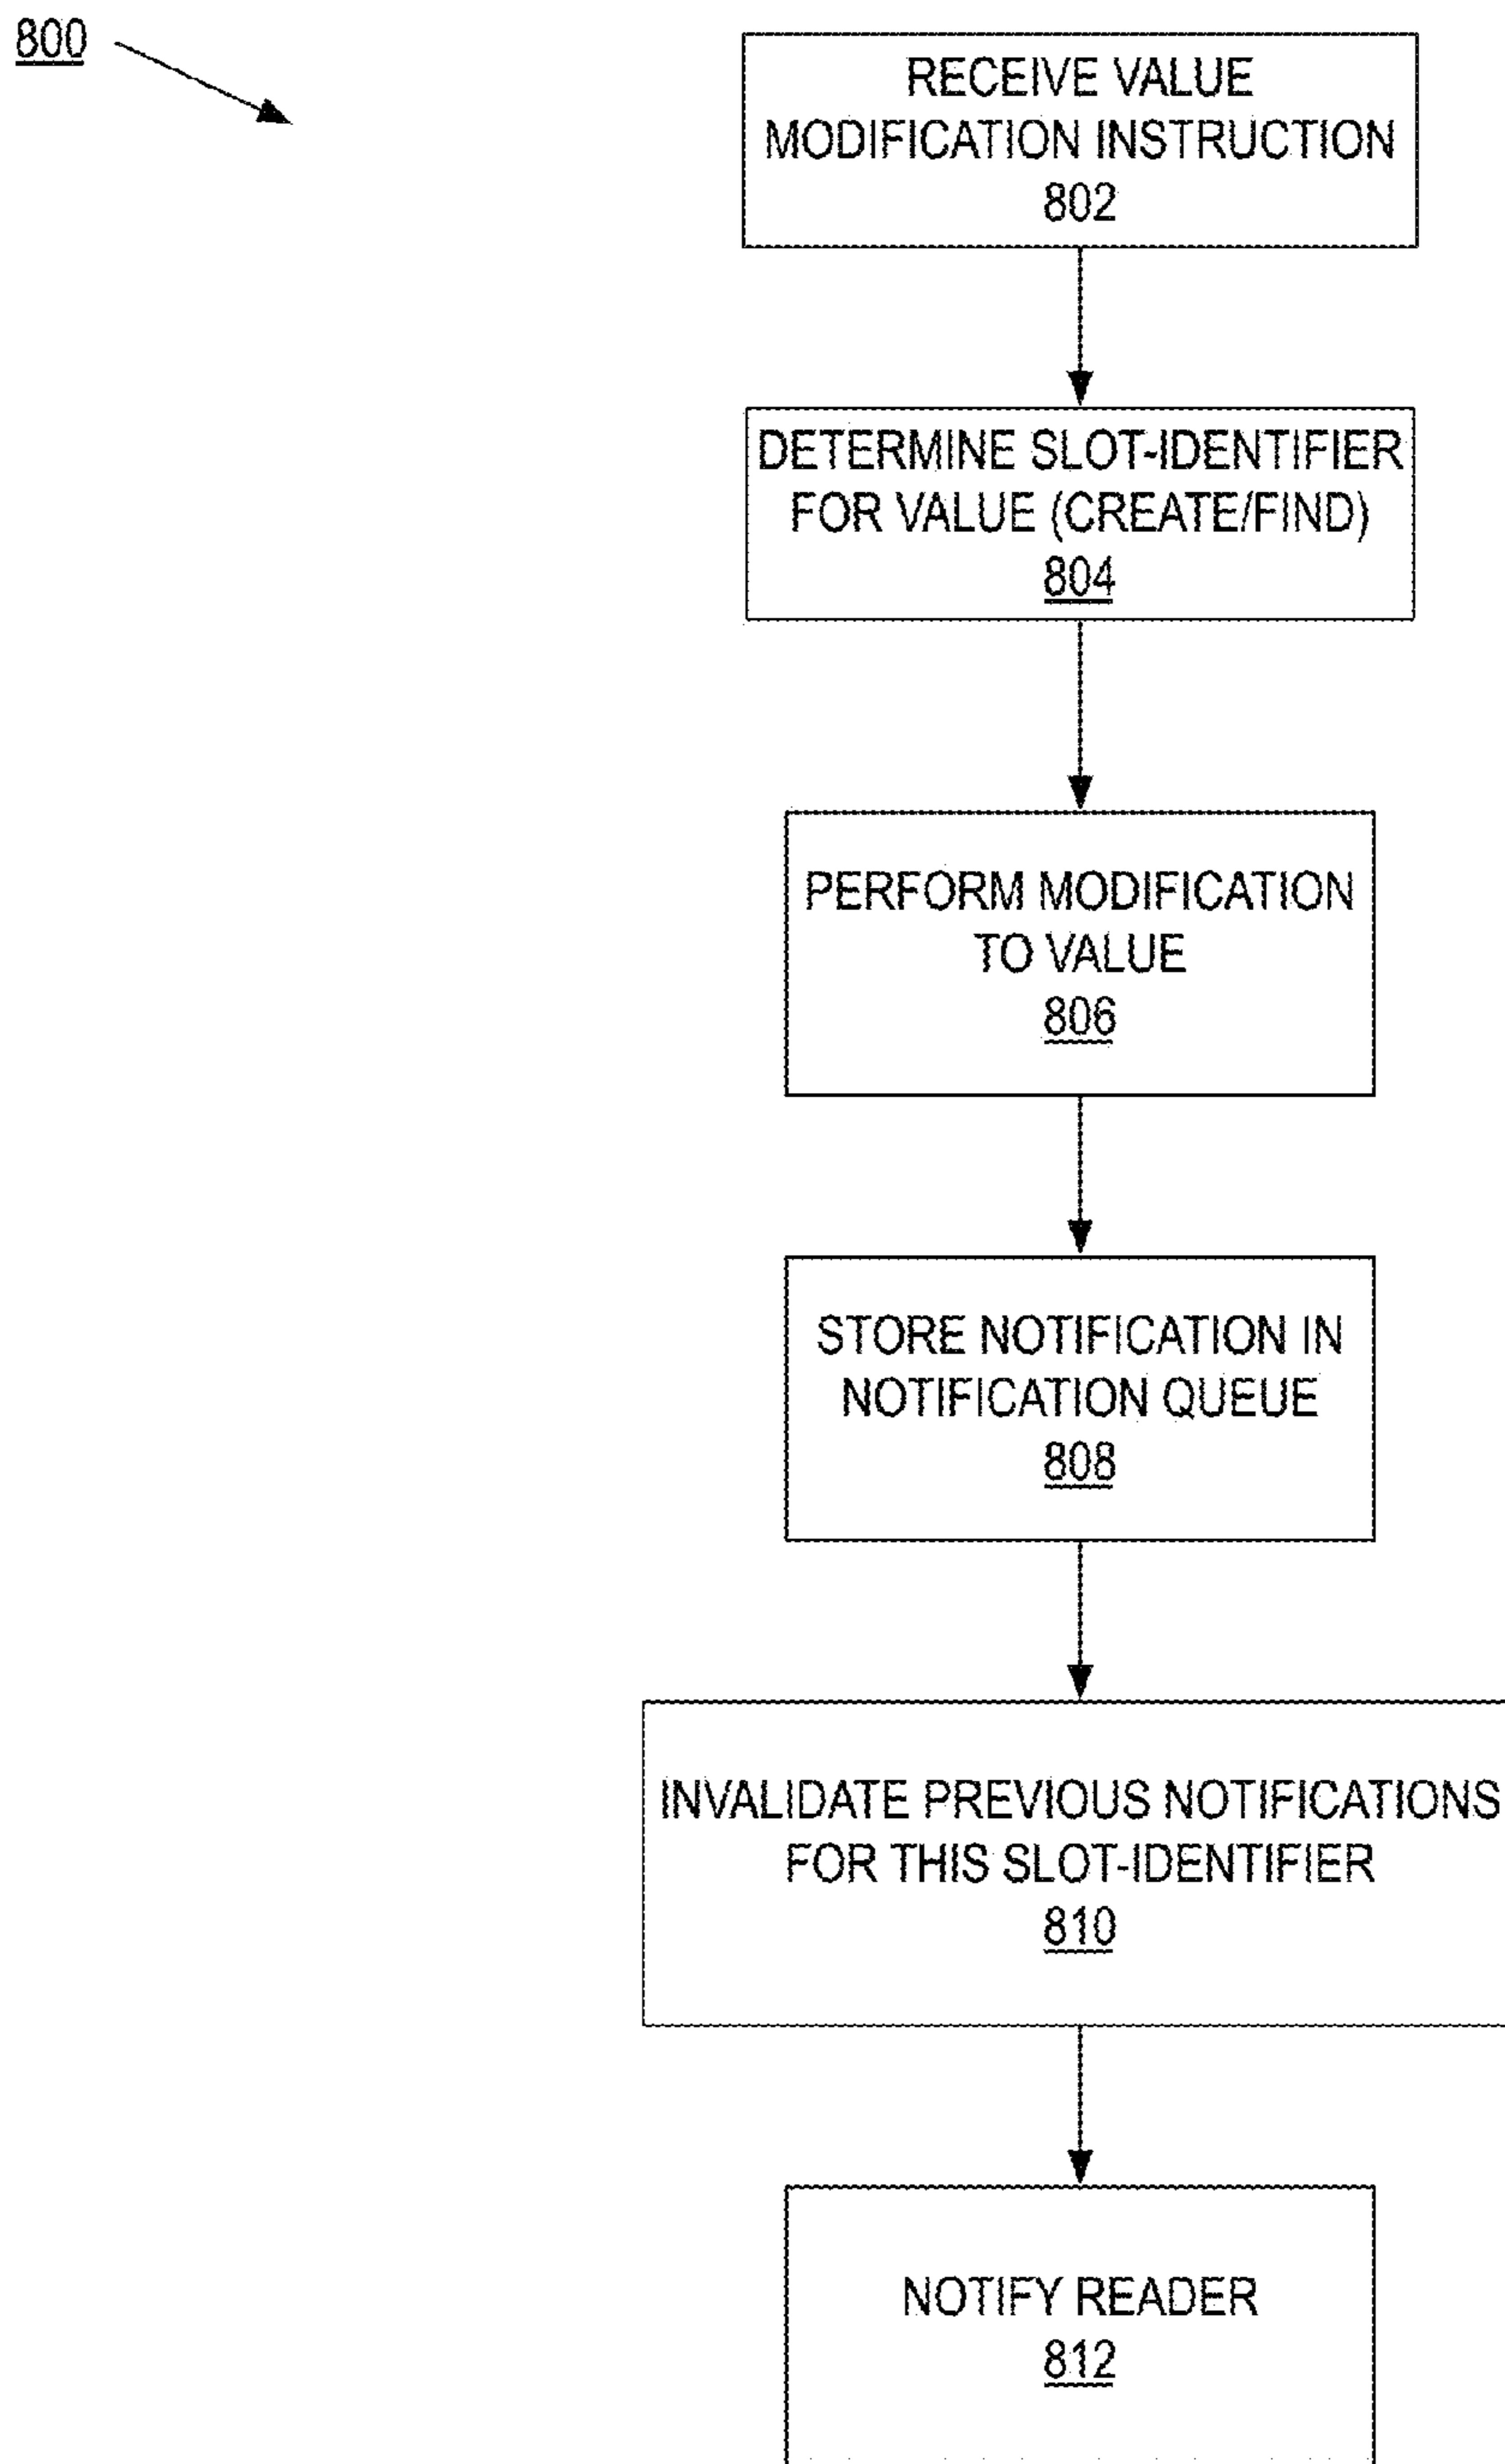 800
RECEIVE VALUE
MODIFICATION INSTRUCTION
802
DETERMINE SLOT-IDENTIFIER
FOR VALUE (CREATE/FIND)
804
PERFORM MODIFICATION
TO VALUE
806
STORE NOTIFICATION IN
NOTIFICATION QUEUE
808
INVALIDATE PREVIOUS NOTIFICATIONS
FOR THIS SLOT-IDENTIFIER
810
NOTIFY READER
812